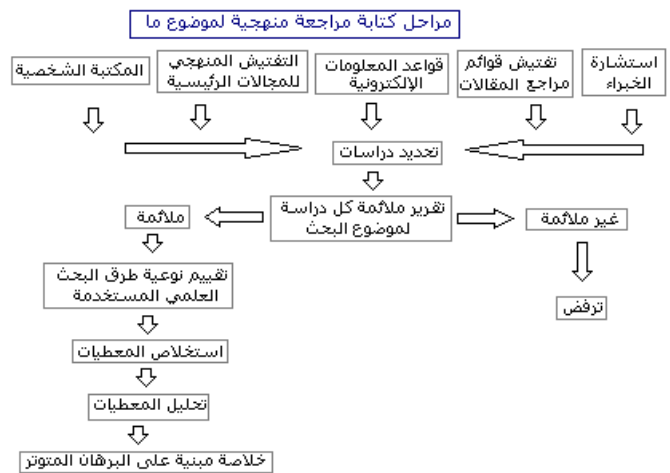 مراحل كتابة مراجعة منهجية لموضوع ما
استشارة
الخبراء
تفتيش قوائم
مراجع المقالات
قواعد المعلومات
الإلكترونية
التفتيش المنهجي
للمجالات الرئيسية
المكتبة الشخصية
تحديد دراسات
تقرير ملائمة كل دراسة
لموضوع البحث
غير ملائمة
ملائمة
ترفض
تقييم نوعية طرق البحث
العلمي المستخدمة
استخلاص المعطيات
تحليل المعطيات
خلاصة مبنية على البرهان المتوتر